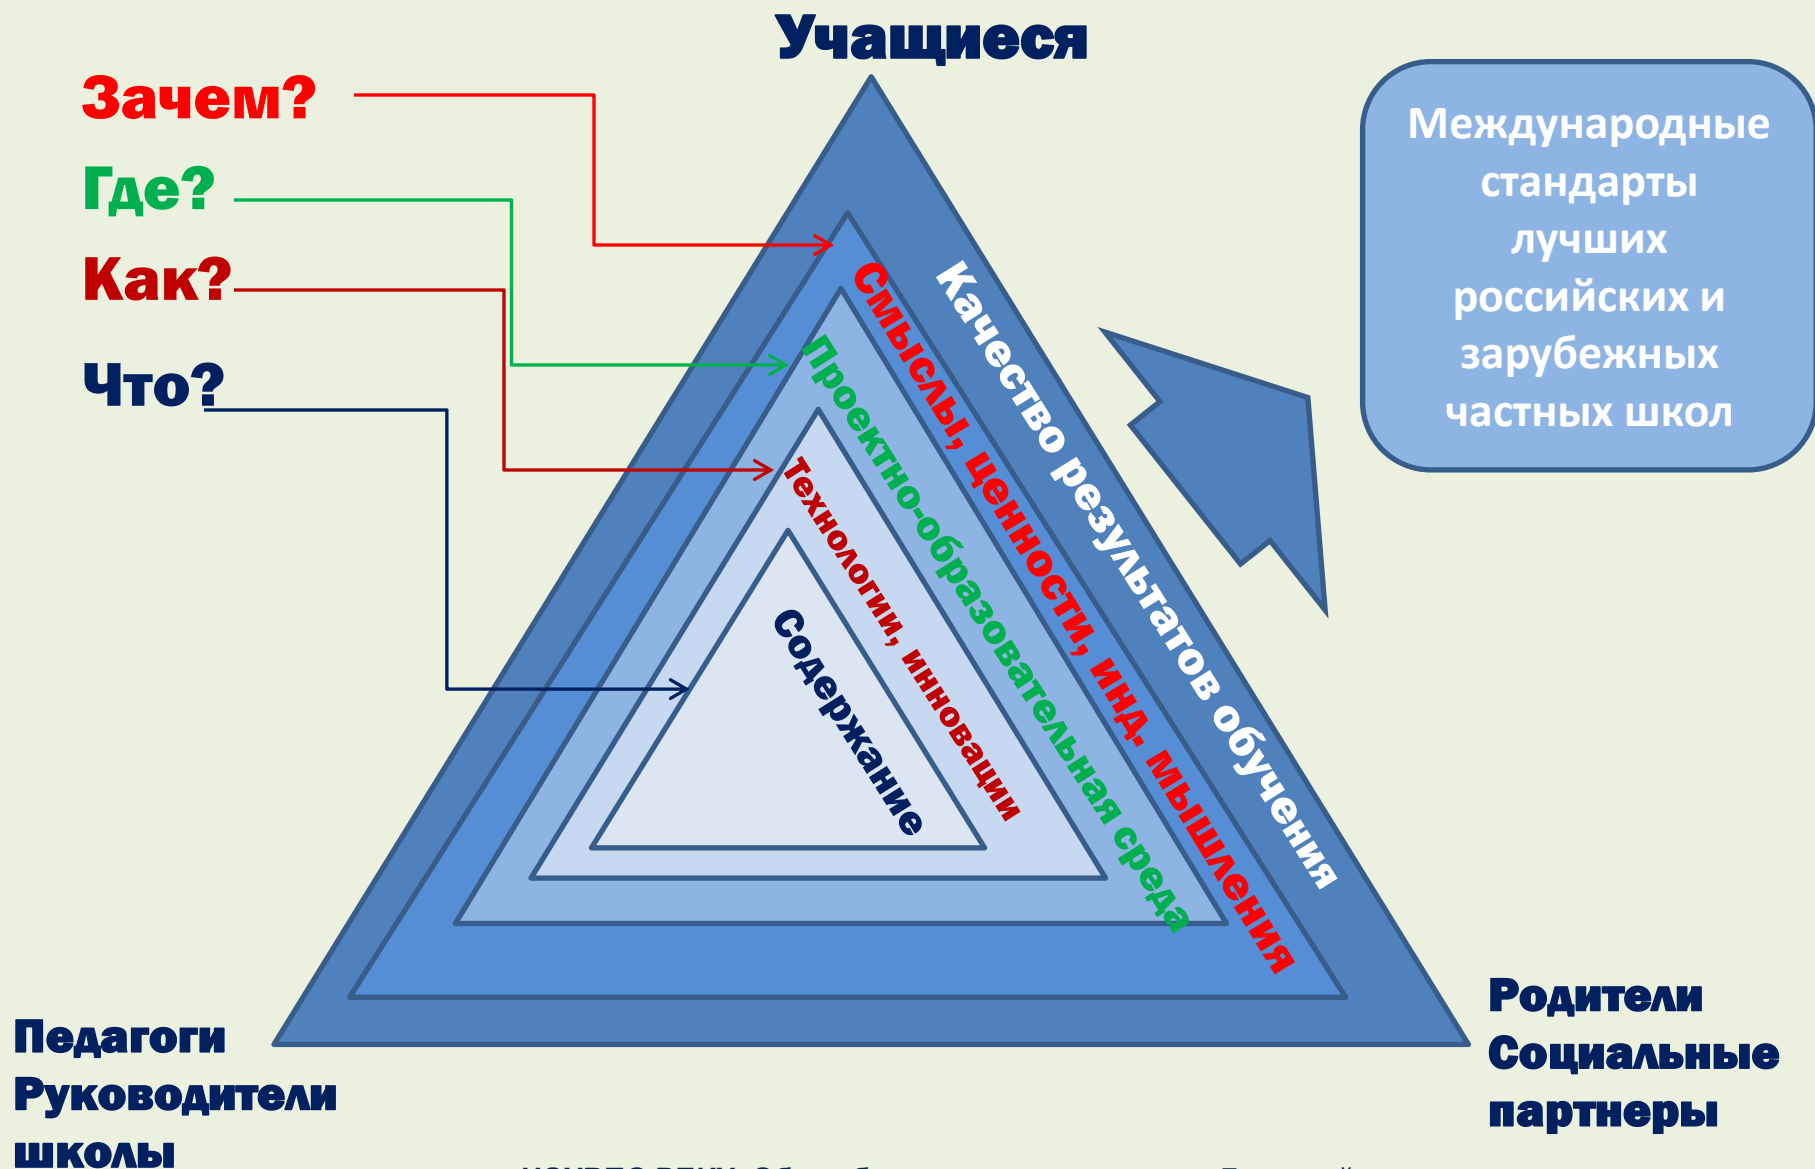 Учащиеся
Зачем?
Где?
Как?
Что?
Международные
стандарты
лучших
российских и
зарубежных
частных школ
Качество результатов обучения
Смыслы, ценности, инд. мышления
Проектно-образовательная среда
Технологии, инновации
Содержание
Педагоги
Руководители
школы
Родители
Социальные
партнеры